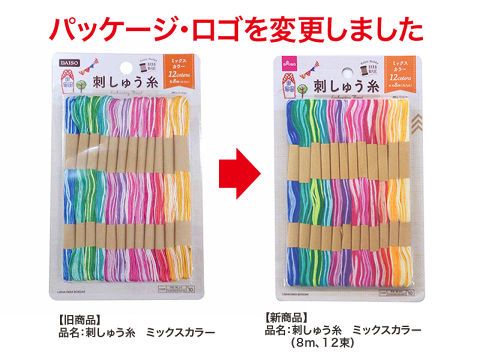 パッケージ・ロゴを変更しました
DAISO
ミックス
カラー
12colors
刺しゅう糸
DAISO
ミックス
カラー
12colors
刺しゅう糸
【旧商品】
品名:刺しゅう糸　ミックスカラー
【新商品】
品名:刺しゅう糸　ミックスカラー
(8m、12束)